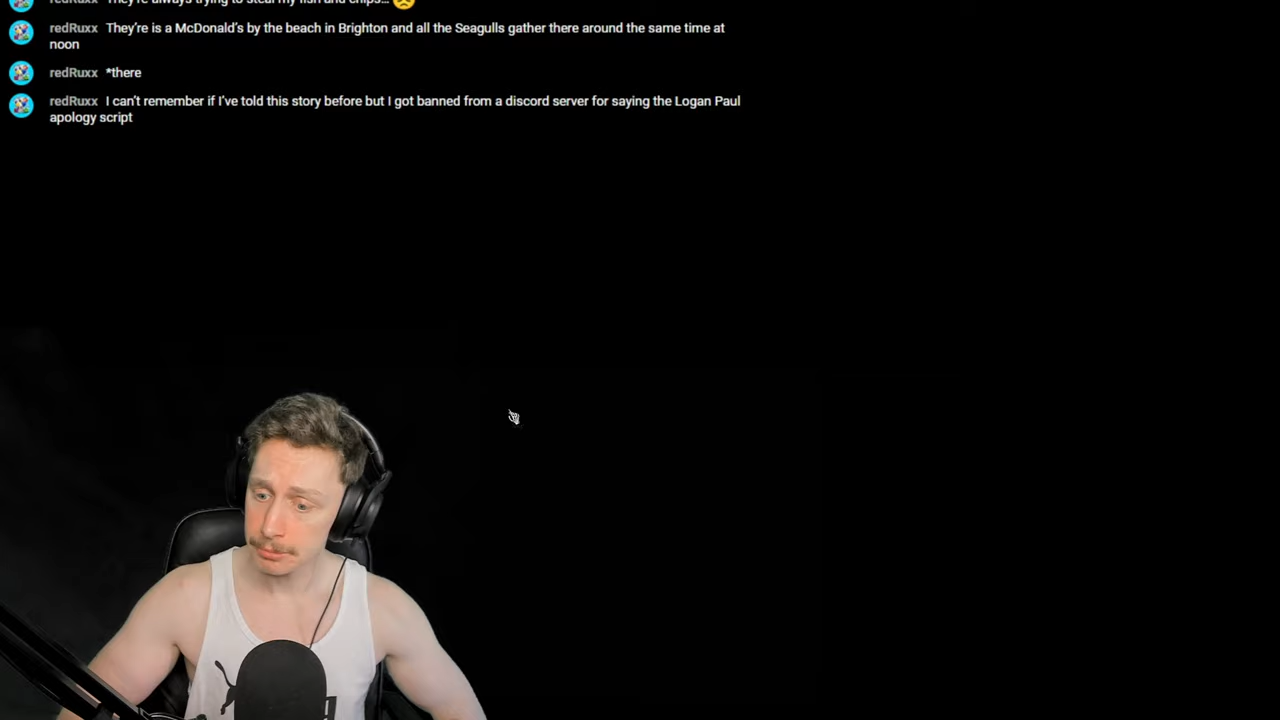 redRuxx They're always trying to steal my fish and chips...
redRuxx They're is a McDonald's by the beach in Brighton and all the Seagulls gather there around the same time at
noon
redRuxx *there
redRuxx I can't remember if I've told this story before but I got banned from a discord server for saying the Logan Paul
apology script